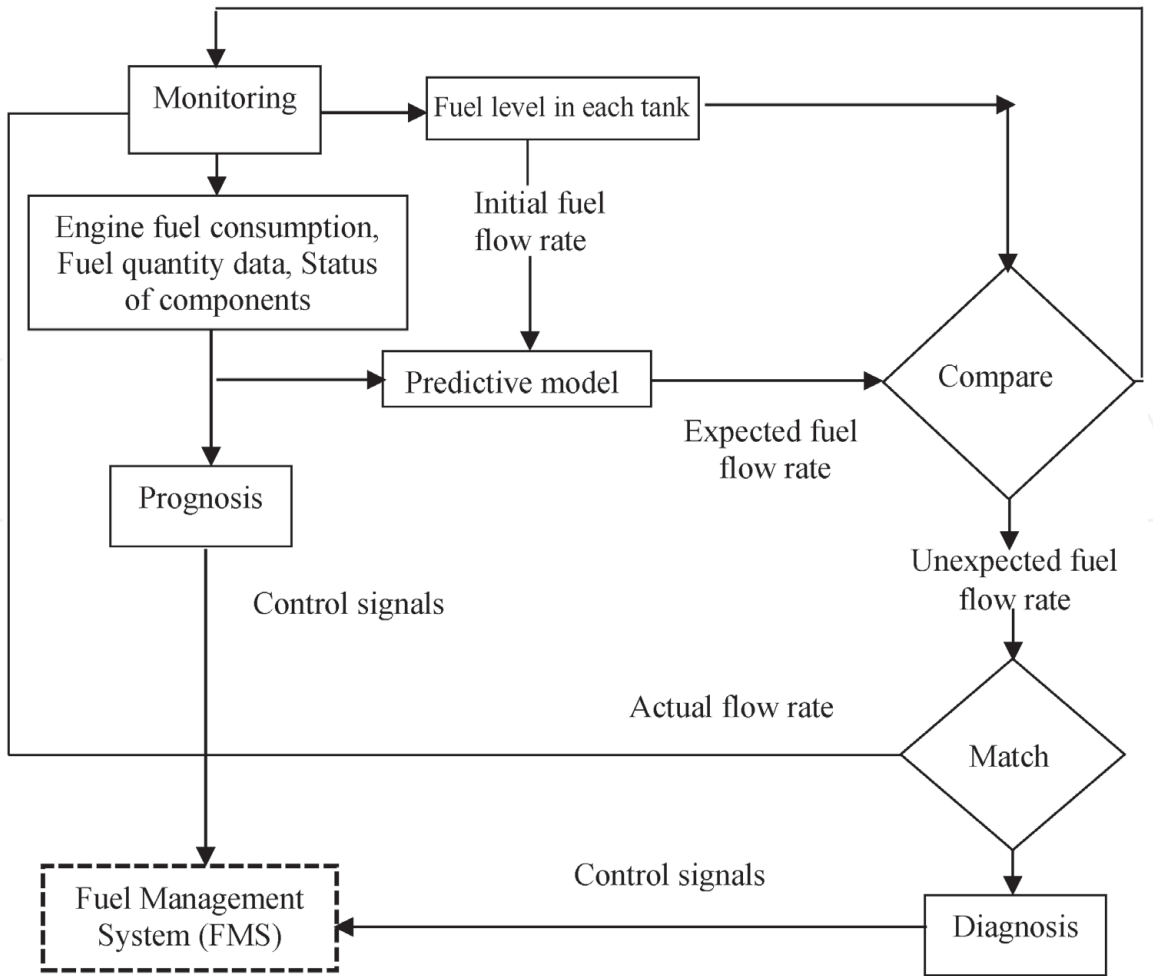 Monitoring
Fuel level in each tank
Engine fuel consumption,
Fuel quantity data, Status
of components
Initial fuel
flow rate
Predictive model
Compare
Expected fuel
flow rate
Prognosis
Unexpected fuel
flow rate
Control signals
Actual flow rate
Match
Control signals
Fuel Management
System (FMS)
Diagnosis